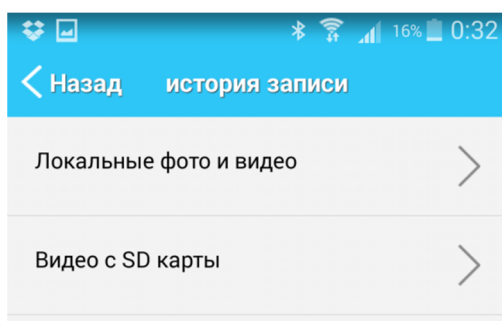 16% 0:32
Назад история записи
Локальные фото и видео
Видео с SD карты